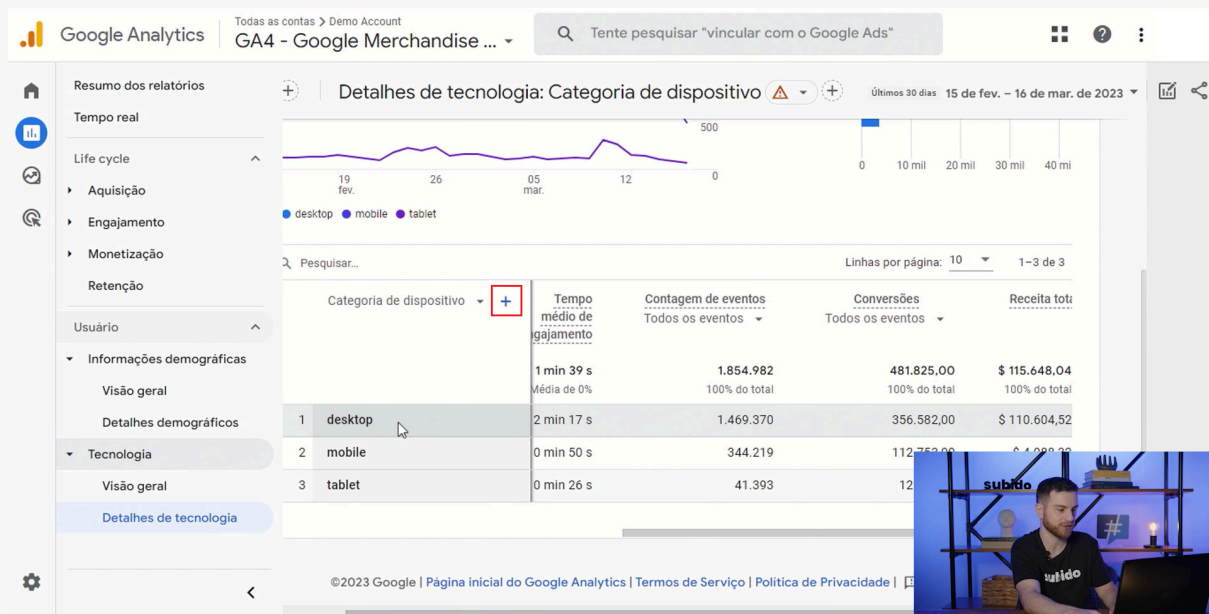 Todas as contas > Demo Account
Google Analytics
GA4 - Google Merchandise ...
Tente pesquisar "vincular com o Google Ads"
Resumo dos relatórios
Tempo real
Life cycle
Aquisição
Engajamento
Monetização
Retenção
Usuário
Informações demográficas
Visão geral
Detalhes demográficos
Tecnologia
Visão geral
Detalhes de tecnologia
Detalhes de tecnologia: Categoria de dispositivo
Últimos 30 dias 15 de fev. – 16 de mar. de 2023
500
0
19 fev.
26
05 mar.
12
0 10 mil 20 mil 30 mil 40 mi
desktop mobile tablet
Pesquisar...
Linhas por página: 10 1–3 de 3
Categoria de dispositivo +
Tempo
médio de
gajamento
Contagem de eventos
Todos os eventos
Conversões
Todos os eventos
Receita tota
1 min 39 s 1.854.982 481.825,00 $ 115.648,04
Média de 0% 100% do total 100% do total 100% do total
1 desktop 2 min 17 s 1.469.370 356.582,00 $ 110.604,52
2 mobile 0 min 50 s 344.219
3 tablet 0 min 26 s 41.393
©2023 Google | Página inicial do Google Analytics | Termos de Serviço | Política de Privacidade |
subido
#
subido